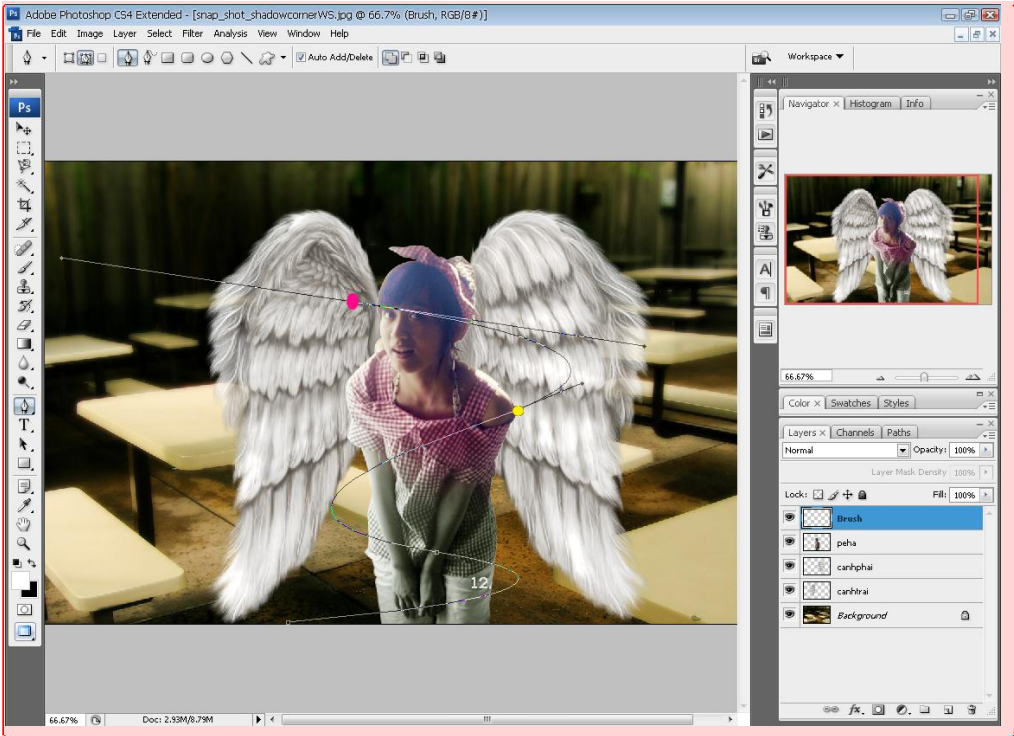 Ps Adobe Photoshop CS4 Extended - [snap_shot_shadowcornerWS.jpg @ 66.7% (Brush, RGB/8#)]
File Edit Image Layer Select Filter Analysis View Window Help
Auto Add/Delete Workspace
Ps
Navigator × Histogram Info
66.67%
Color × Swatches Styles
Layers × Channels Paths
Normal Opacity: 100%
Layer Mask Density 100%
Lock: Fill: 100%
Brush
peha
canhphai
canhtrai
Background
12.
66.67% Doc: 2.93M/8.79M